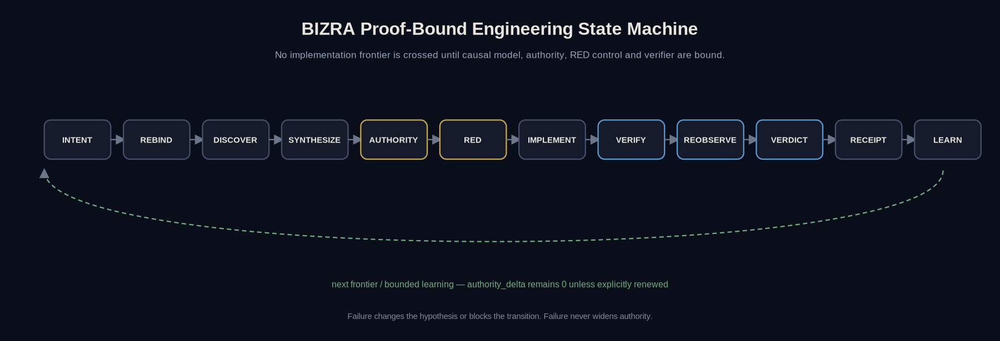 BIZRA Proof-Bound Engineering State Machine
No implementation frontier is crossed until causal model, authority, RED control and verifier are bound.
INTENT
REBIND
DISCOVER
SYNTHESIZE
AUTHORITY
RED
IMPLEMENT
VERIFY
REOBSERVE
VERDICT
RECEIPT
LEARN
next frontier / bounded learning — authority_delta remains 0 unless explicitly renewed
Failure changes the hypothesis or blocks the transition. Failure never widens authority.